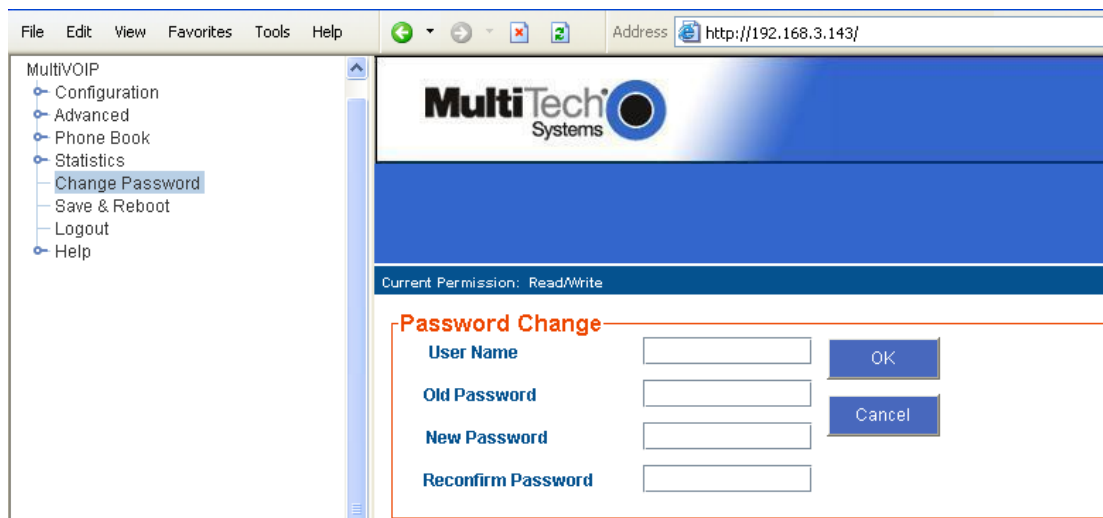 File Edit View Favorites Tools Help Address http://192.168.3.143/
MultiVOIP
Configuration
Advanced
Phone Book
Statistics
Change Password
Save & Reboot
Logout
Help
MultiTech
Systems
Current Permission: Read/Write
Password Change
User Name
OK
Old Password
Cancel
New Password
Reconfirm Password